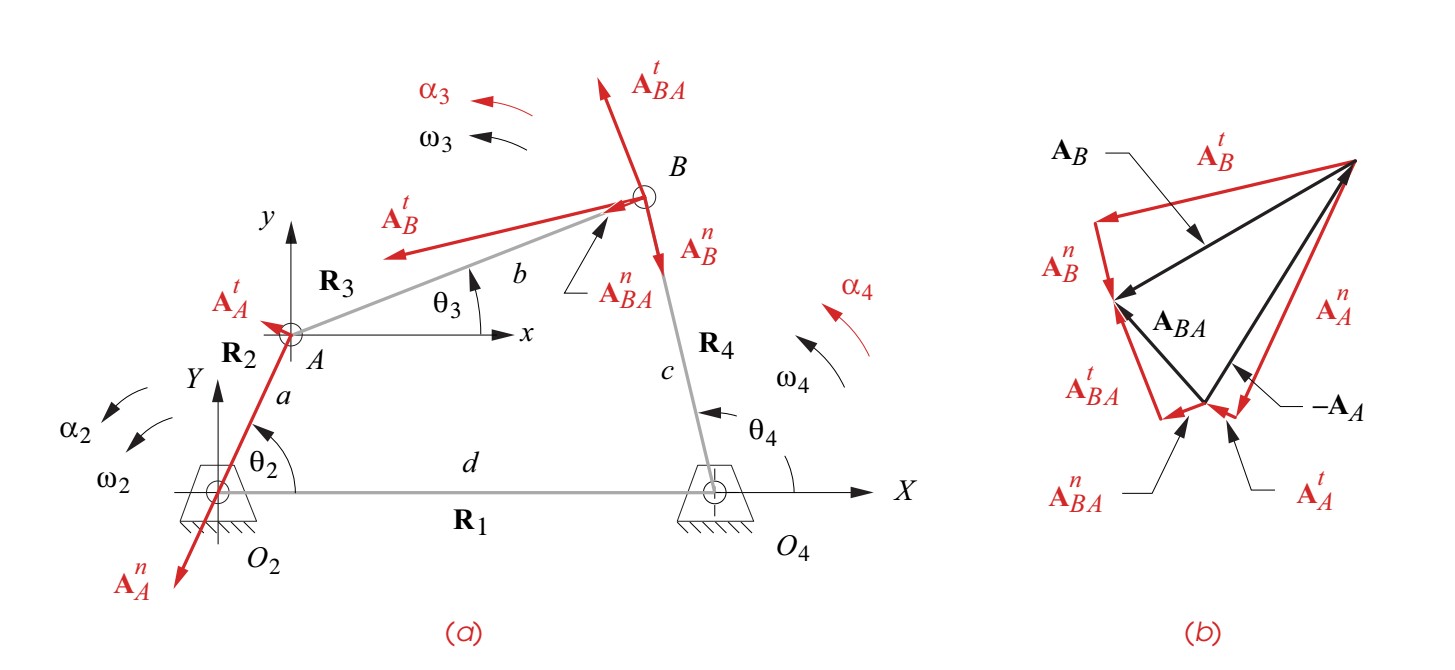 α₃
A^t_BA
ω₃
B
A_B
A^t_B
y
A^t_B
A^n_B
A^n_B
R₃
b
A^n_BA
α₄
A^n_A
A^t_A
θ₃
A_BA
x
R₂
A
R₄
Y
a
c
ω₄
A^t_BA
–A_A
α₂
θ₄
ω₂
θ₂
d
X
A^n_BA
A^t_A
R₁
O₂
O₄
A^n_A
(a)
(b)